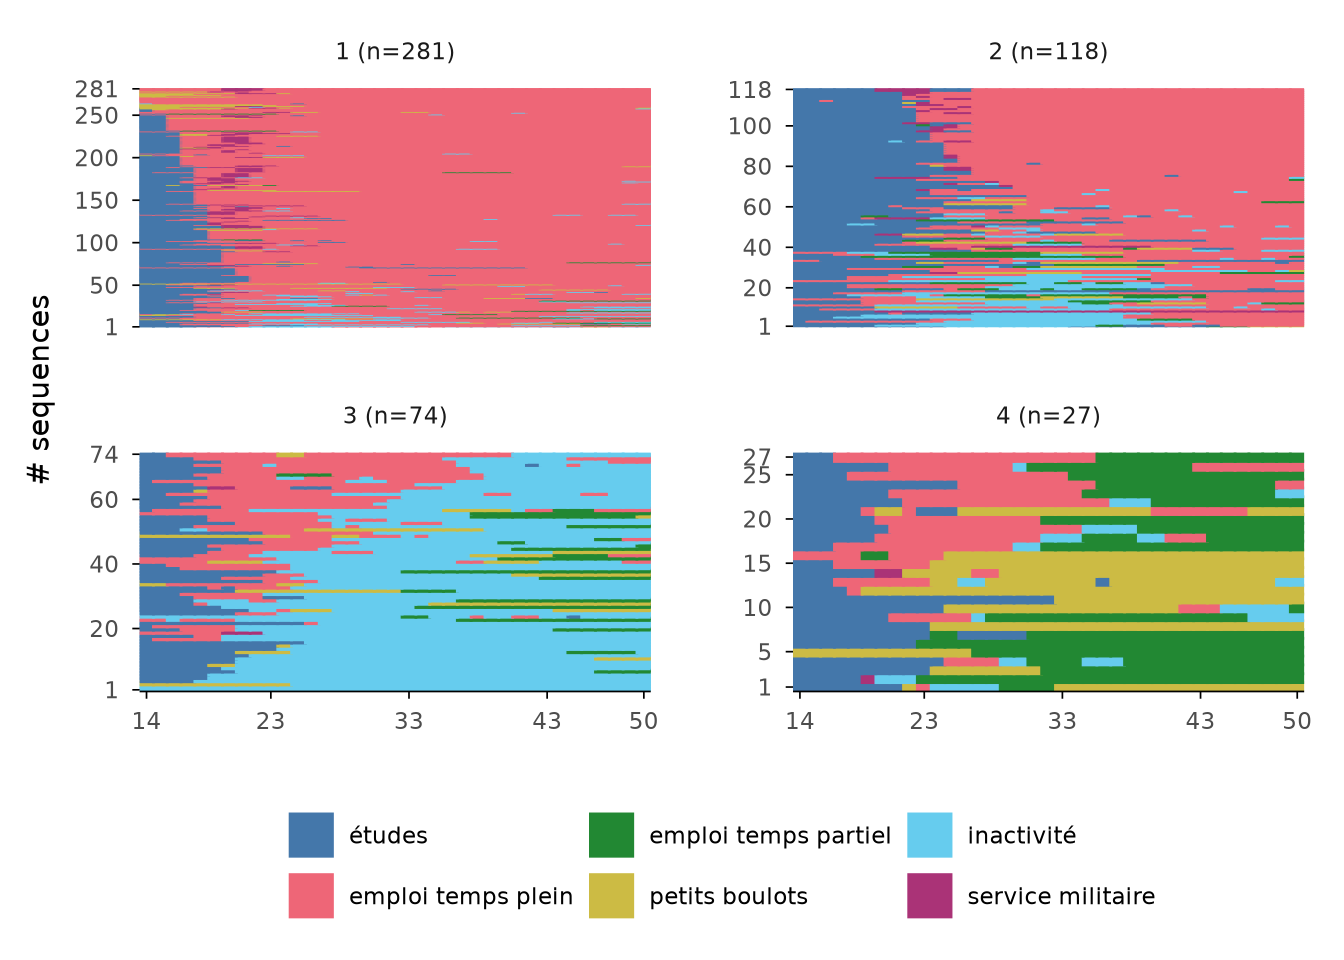 1 (n=281)
2 (n=118)
281
250
200
150
100
50
1
118
100
80
60
40
20
1
# sequences
3 (n=74)
4 (n=27)
74
60
40
20
1
27
25
20
15
10
5
1
14 23 33 43 50
14 23 33 43 50
études
emploi temps partiel
inactivité
emploi temps plein
petits boulots
service militaire